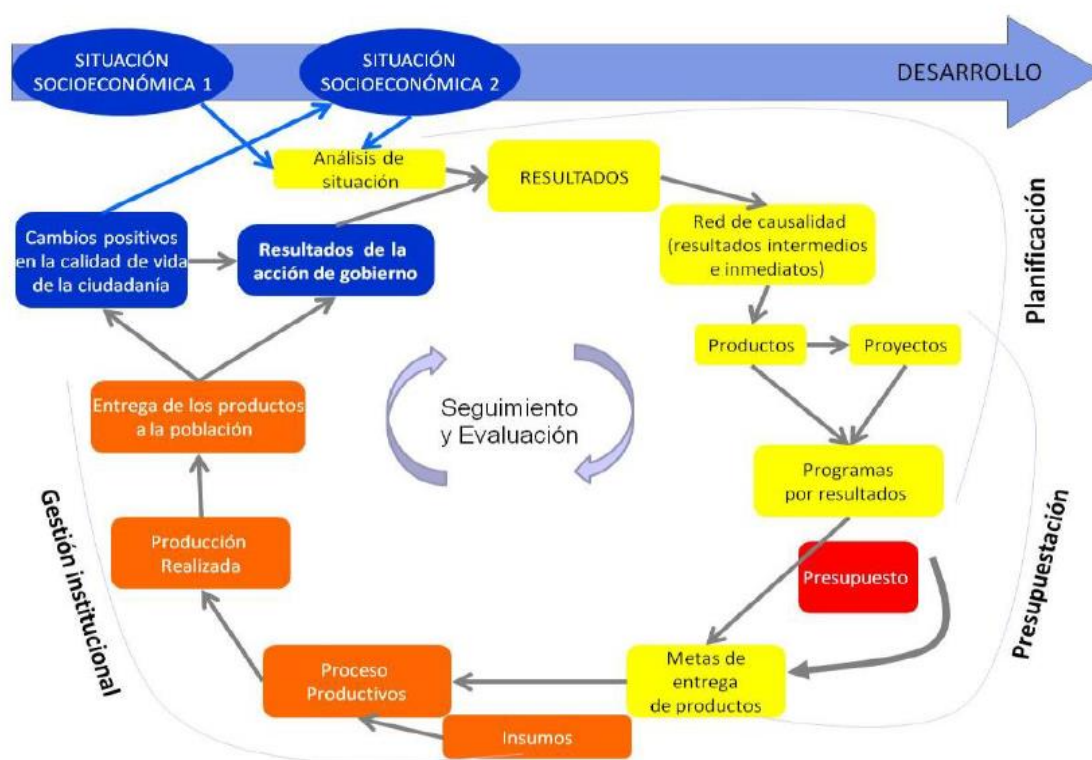 SITUACIÓN
SOCIOECONÓMICA 1
SITUACIÓN
SOCIOECONÓMICA 2
DESARROLLO
Análisis de
situación
RESULTADOS
Red de causalidad
(resultados intermedios
e inmediatos)
Planificación
Cambios positivos
en la calidad de vida
de la ciudadanía
Resultados de la
acción de gobierno
Productos
Proyectos
Entrega de los productos
a la población
Seguimiento
y Evaluación
Programas
por resultados
Gestión institucional
Producción
Realizada
Presupuesto
Presupuestación
Proceso
Productivos
Metas de
entrega
de productos
Insumos